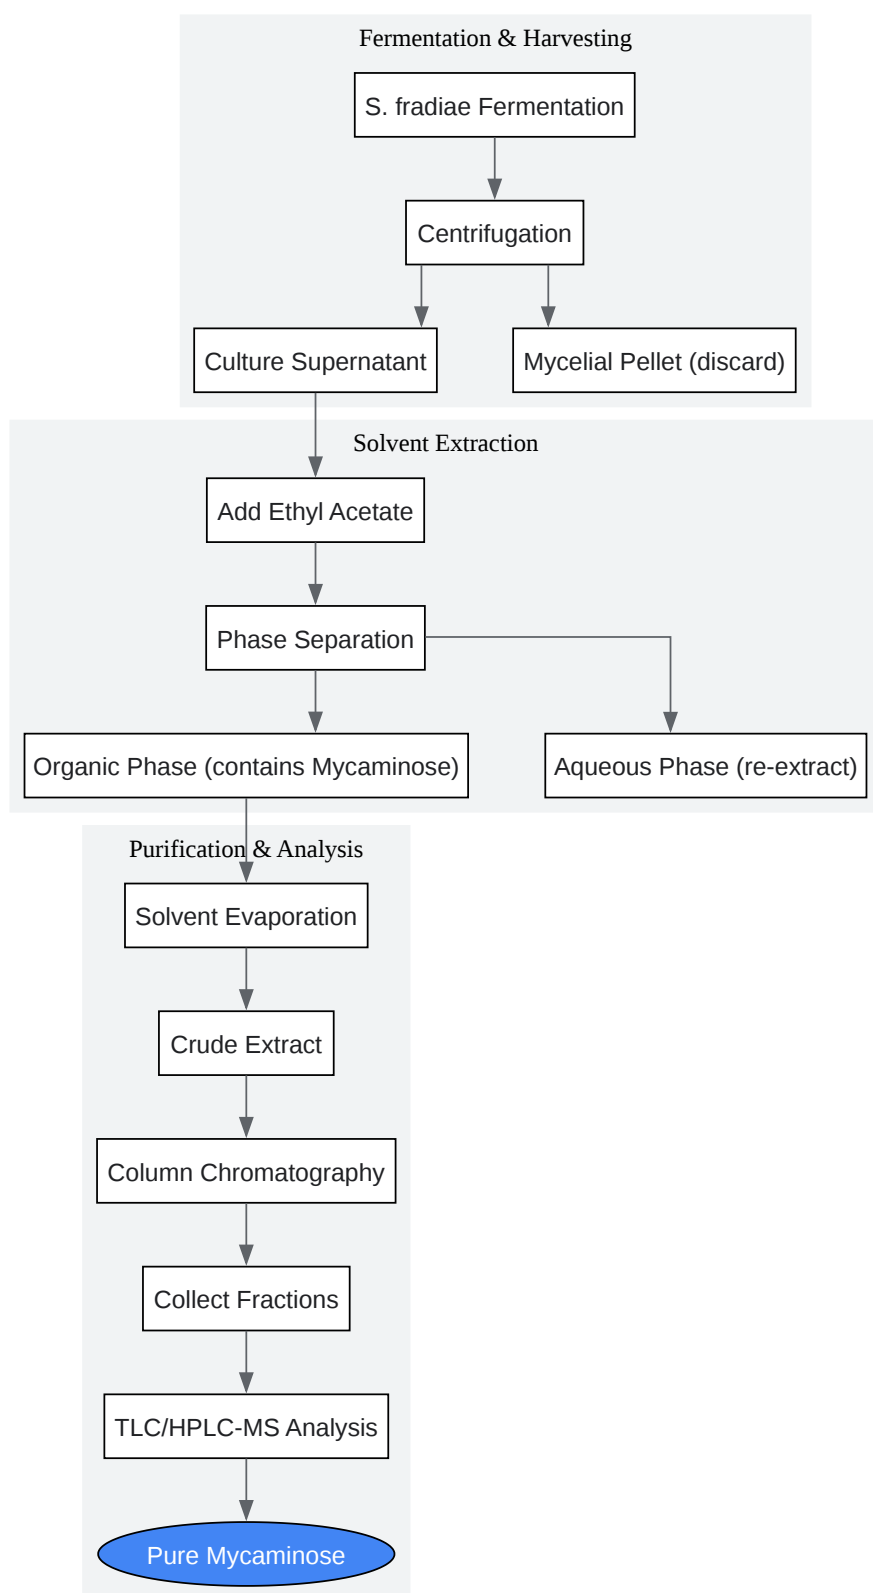 Fermentation & Harvesting
S. fradiae Fermentation
Centrifugation
Culture Supernatant
Mycelial Pellet (discard)
Solvent Extraction
Add Ethyl Acetate
Phase Separation
Organic Phase (contains Mycaminose)
Aqueous Phase (re-extract)
Purification & Analysis
Solvent Evaporation
Crude Extract
Column Chromatography
Collect Fractions
TLC/HPLC-MS Analysis
Pure Mycaminose